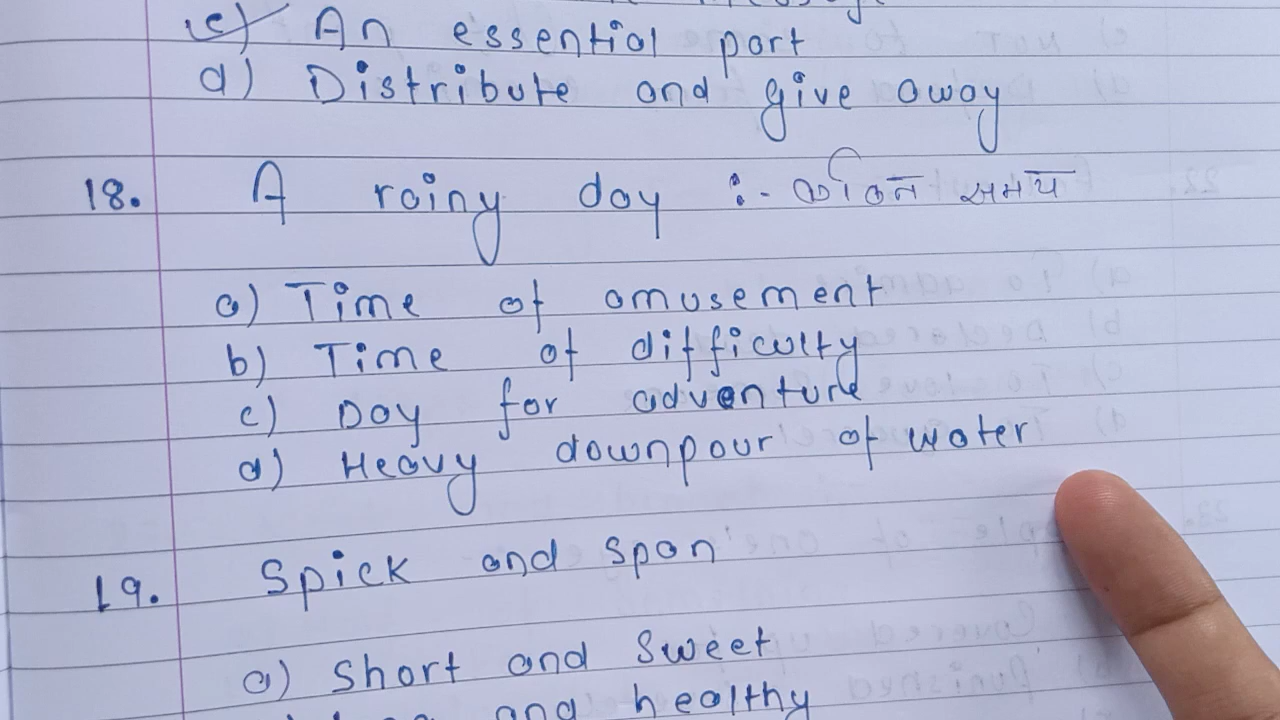 c) An essential part
d) Distribute and give away
18. A rainy day :- कठिन समय
a) Time of amusement
b) Time of difficulty
c) Day for adventure
d) Heavy downpour of water
19. Spick and span
a) Short and sweet
and healthy